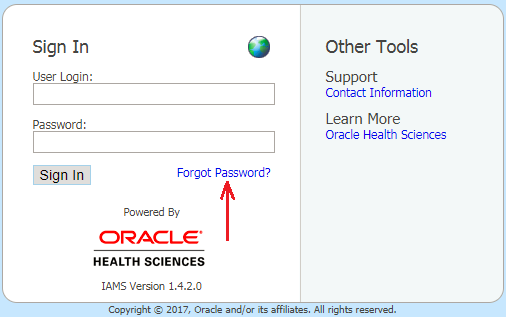 Sign In
User Login:
Password:
Sign In
Forgot Password?
Powered By
ORACLE®
HEALTH SCIENCES
IAMS Version 1.4.2.0
Other Tools
Support
Contact Information
Learn More
Oracle Health Sciences
Copyright © 2017, Oracle and/or its affiliates. All rights reserved.